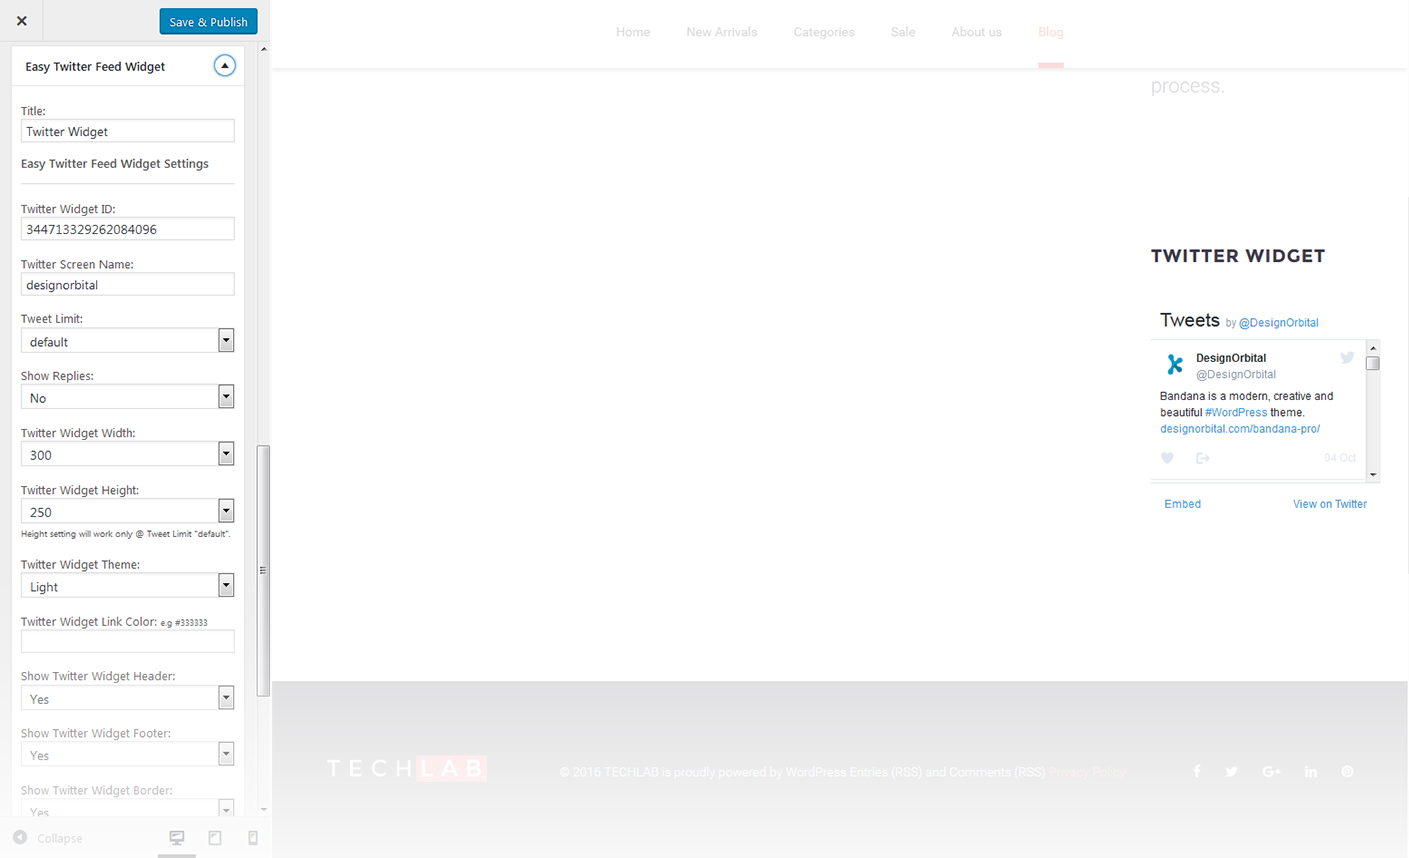 Save & Publish
Easy Twitter Feed Widget
Title:
Twitter Widget
Easy Twitter Feed Widget Settings
Twitter Widget ID:
344713329262084096
Twitter Screen Name:
designorbital
Tweet Limit:
default
Show Replies:
No
Twitter Widget Width:
300
Twitter Widget Height:
250
Height setting will work only @ Tweet Limit "default".
Twitter Widget Theme:
Light
Twitter Widget Link Color: e.g #333333
Show Twitter Widget Header:
Yes
Show Twitter Widget Footer:
Yes
Show Twitter Widget Border:
Yes
Collapse
Home New Arrivals Categories Sale About us Blog
process.
TWITTER WIDGET
Tweets by @DesignOrbital
DesignOrbital
@DesignOrbital
Bandana is a modern, creative and
beautiful #WordPress theme.
designorbital.com/bandana-pro/
04 Oct
Embed View on Twitter
TECHLAB
© 2016 TECHLAB is proudly powered by WordPress Entries (RSS) and Comments (RSS) Privacy Policy